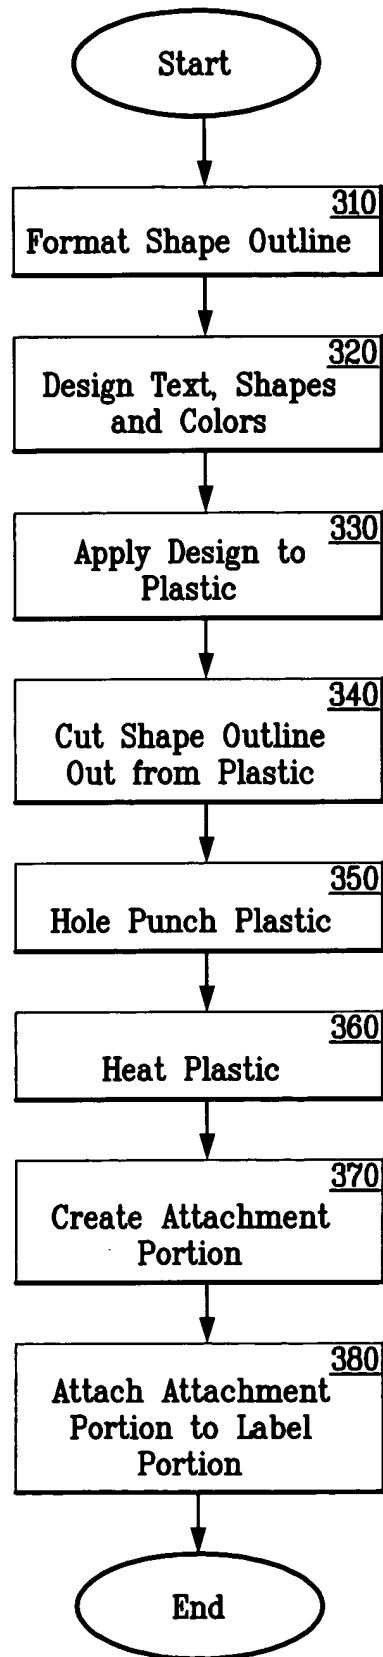 Start
310
Format Shape Outline
320
Design Text, Shapes
and Colors
330
Apply Design to
Plastic
340
Cut Shape Outline
Out from Plastic
350
Hole Punch Plastic
360
Heat Plastic
370
Create Attachment
Portion
380
Attach Attachment
Portion to Label
Portion
End